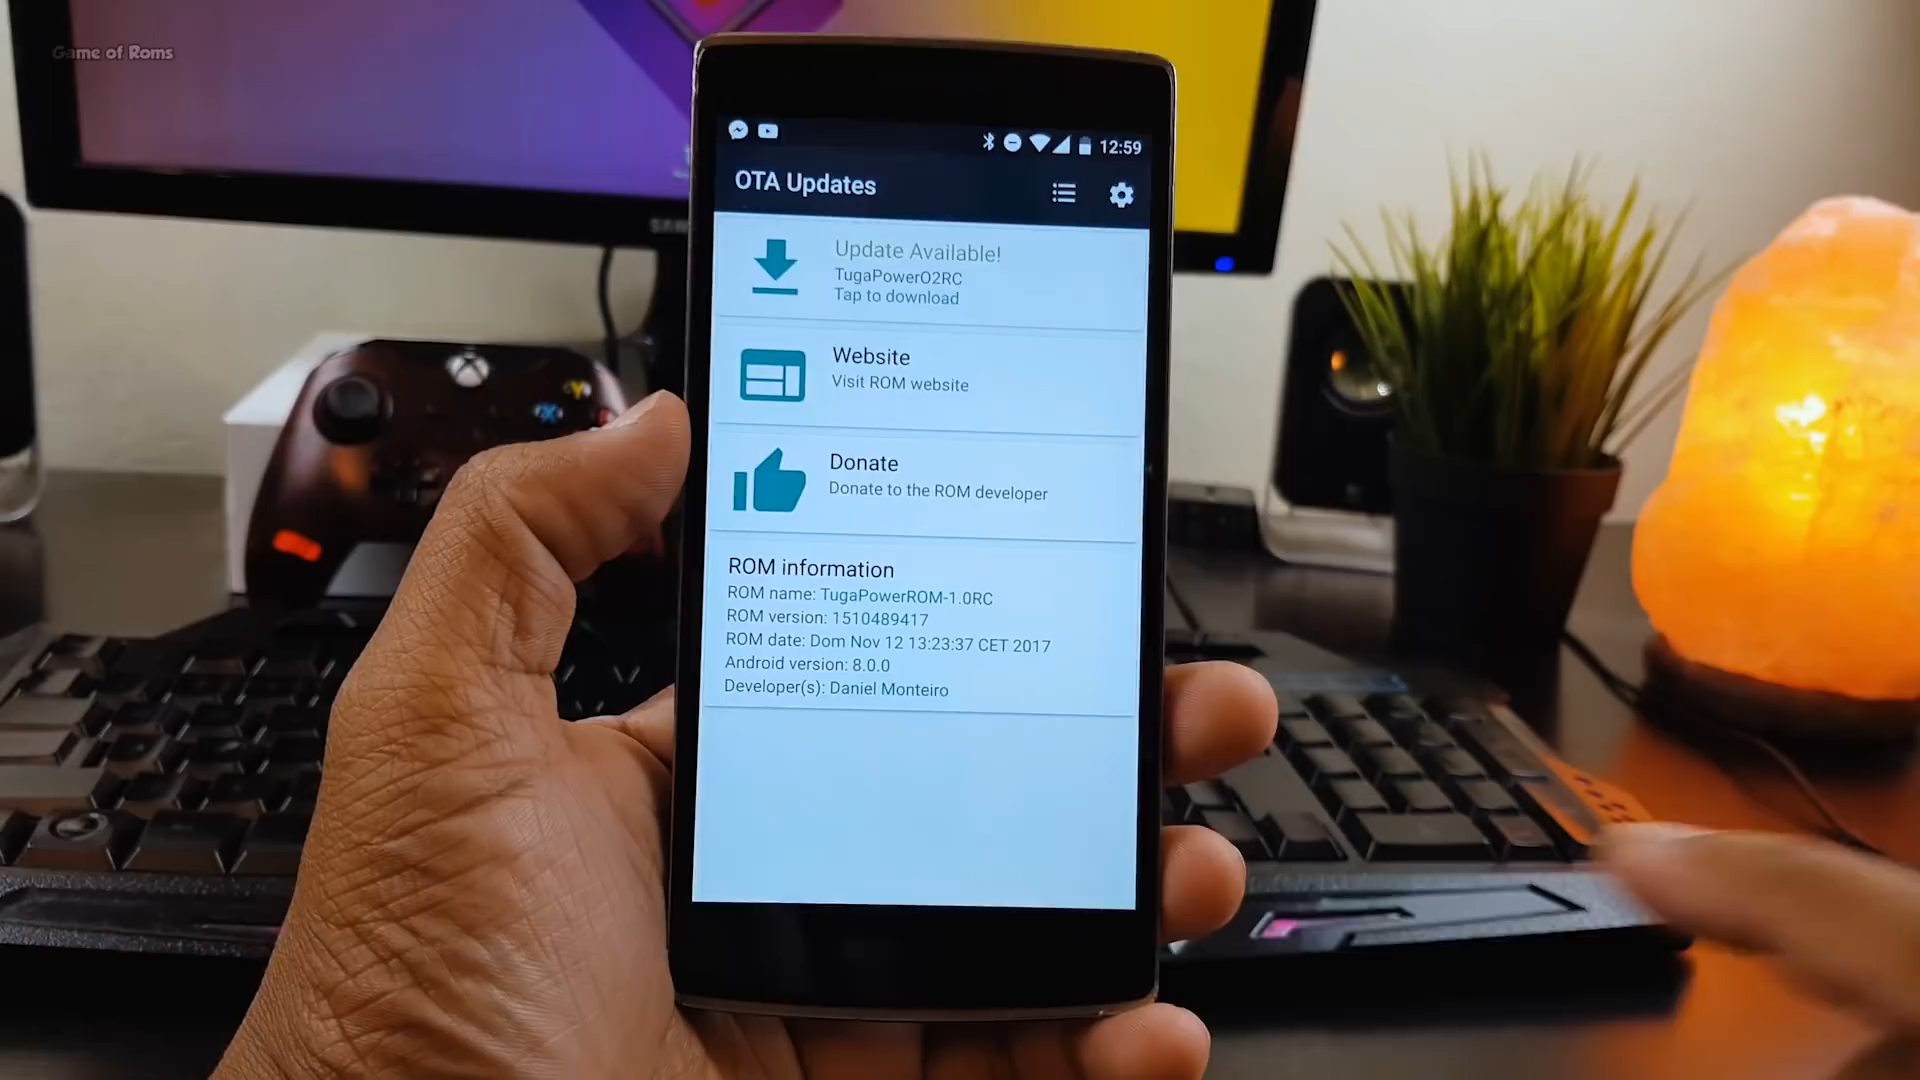 Game of Roms
12:59
OTA Updates
Update Available!
TugaPowerO2RC
Tap to download
Website
Visit ROM website
Donate
Donate to the ROM developer
ROM information
ROM name: TugaPowerROM-1.0RC
ROM version: 1510489417
ROM date: Dom Nov 12 13:23:37 CET 2017
Android version: 8.0.0
Developer(s): Daniel Monteiro
Y
X